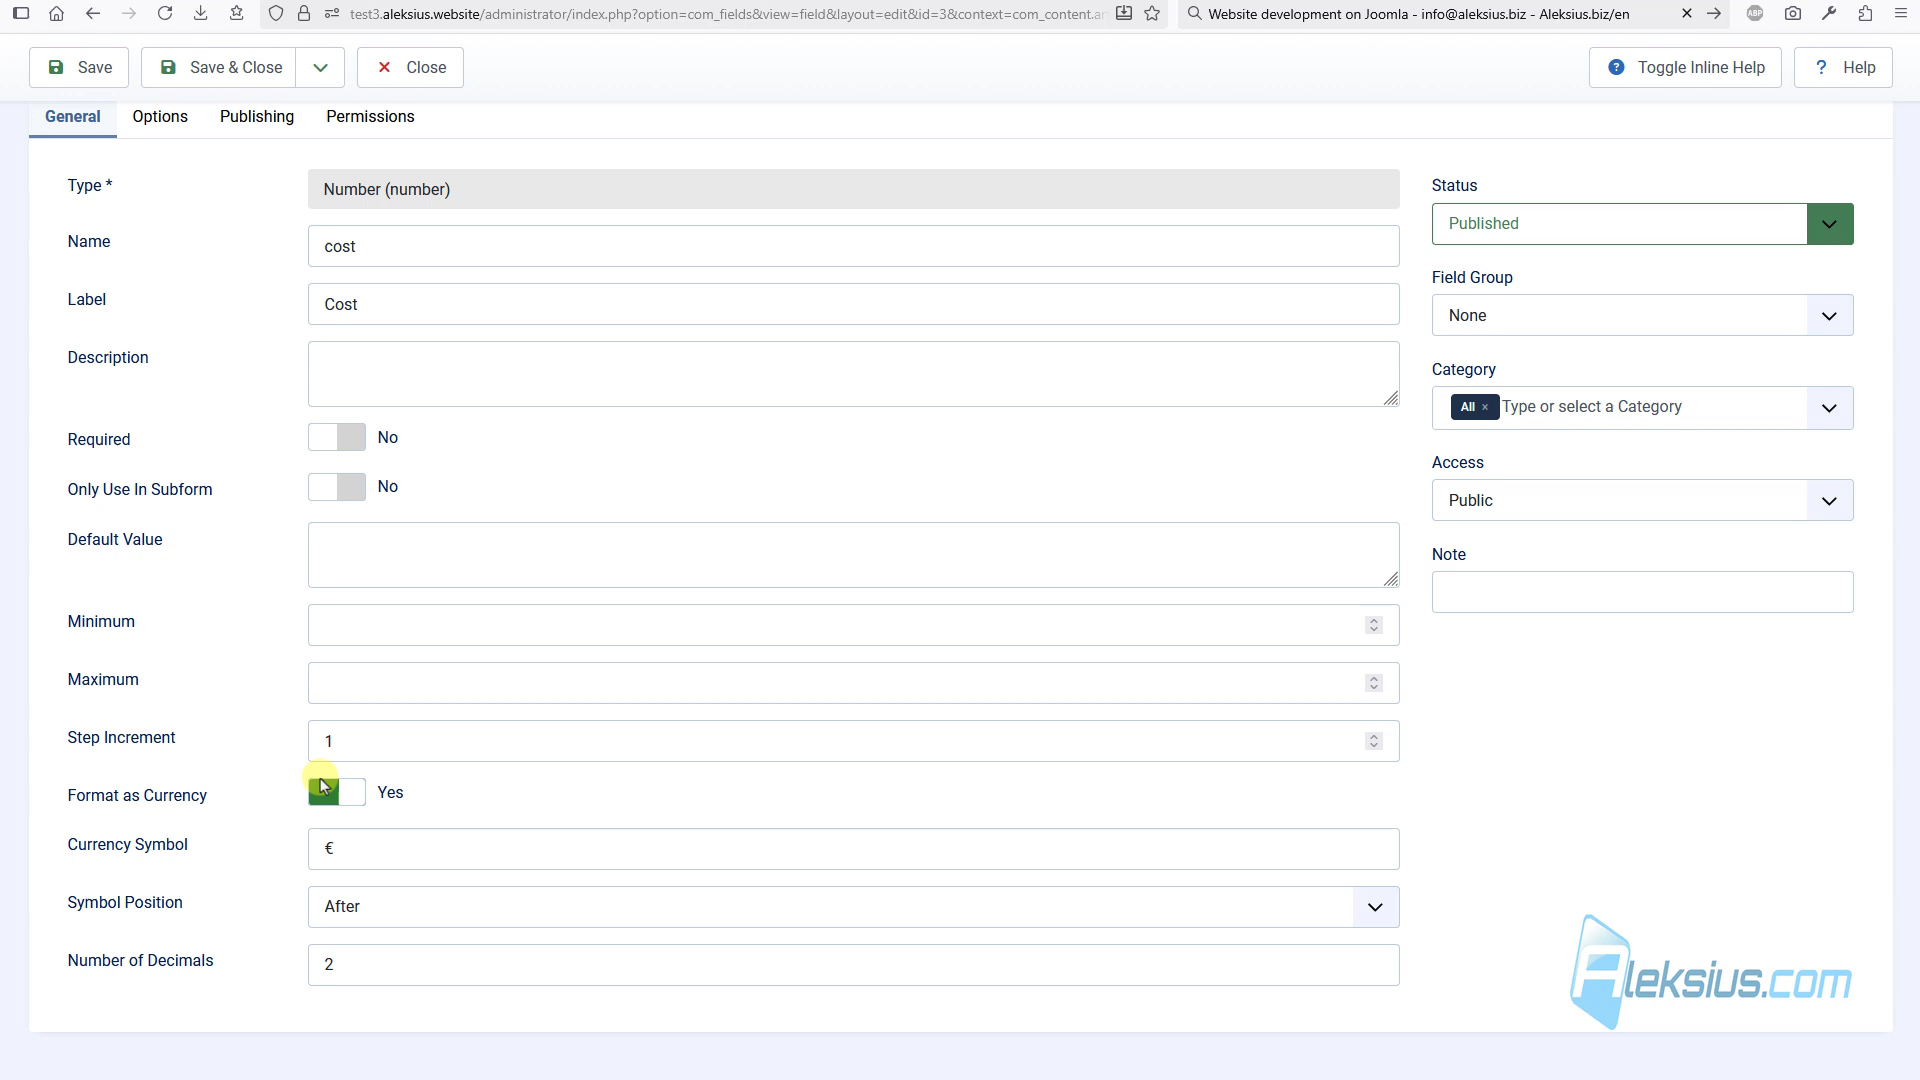 test3.aleksius.website/administrator/index.php?option=com_fields&view=field&layout=edit&id=3&context=com_content.ar
Website development on Joomla - info@aleksius.biz - Aleksius.biz/en
ABP
Save
Save & Close
Close
Toggle Inline Help
? Help
General
Options
Publishing
Permissions
Type *
Number (number)
Name
cost
Label
Cost
Description
Required
No
Only Use In Subform
No
Default Value
Minimum
Maximum
Step Increment
1
Format as Currency
Yes
Currency Symbol
€
Symbol Position
After
Number of Decimals
2
Status
Published
Field Group
None
Category
All × Type or select a Category
Access
Public
Note
Aleksius.com